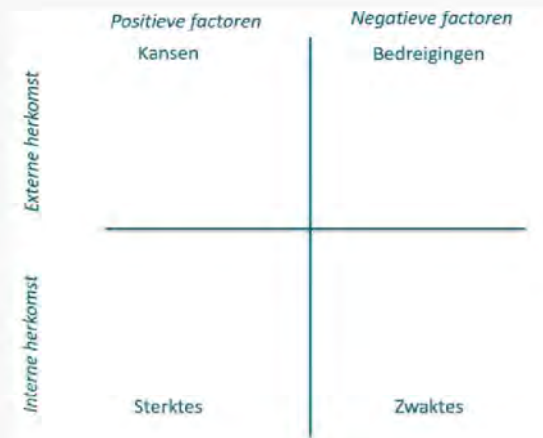 Positieve factoren
Negatieve factoren
Kansen
Bedreigingen
Externe herkomst
Interne herkomst
Sterktes
Zwaktes